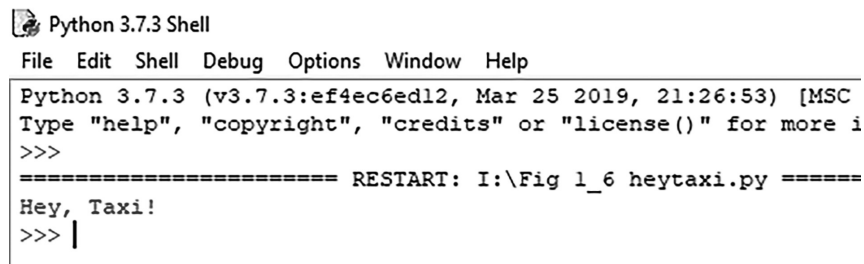 Python 3.7.3 Shell
File Edit Shell Debug Options Window Help
Python 3.7.3 (v3.7.3:ef4ec6ed12, Mar 25 2019, 21:26:53) [MSC
Type "help", "copyright", "credits" or "license()" for more i
>>>
======================= RESTART: I:\Fig 1_6 heytaxi.py ======
Hey, Taxi!
>>>